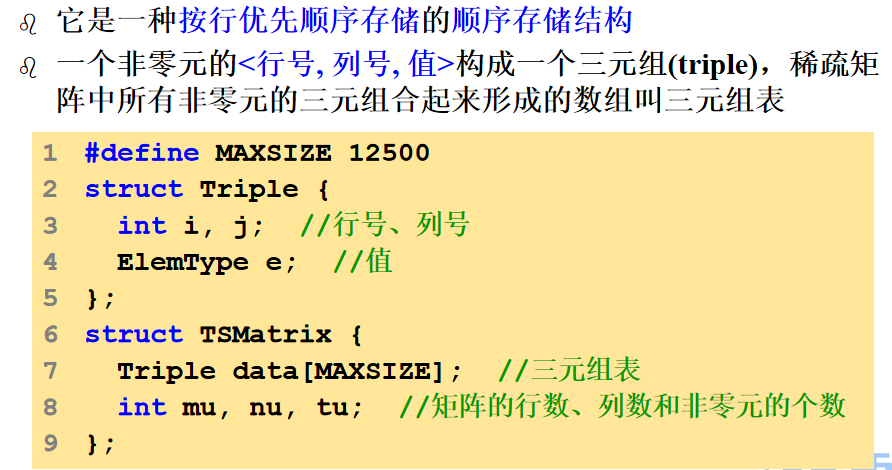 它是一种按行优先顺序存储的顺序存储结构
一个非零元的<行号, 列号, 值>构成一个三元组(triple)，稀疏矩
阵中所有非零元的三元组合起来形成的数组叫三元组表
1 #define MAXSIZE 12500
2 struct Triple {
3   int i, j;  //行号、列号
4   ElemType e;  //值
5 };
6 struct TSMatrix {
7   Triple data[MAXSIZE];  //三元组表
8   int mu, nu, tu;  //矩阵的行数、列数和非零元的个数
9 };